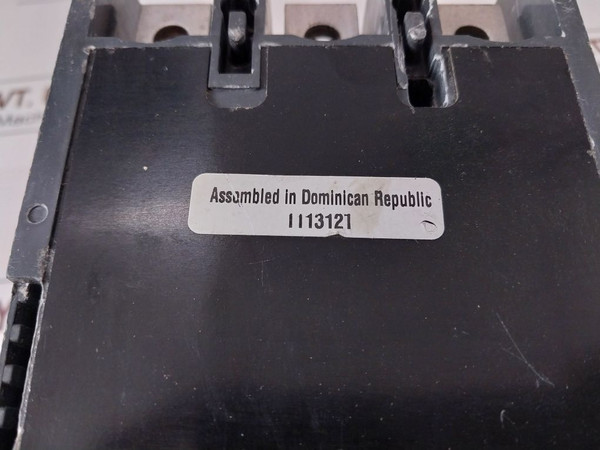 Assembled in Dominican Republic
1113121